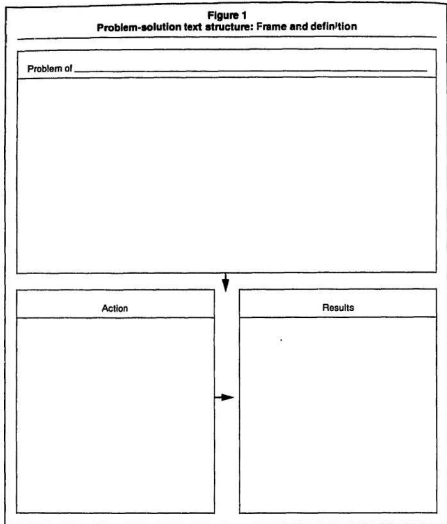 Figure 1
Problem-solution text structure: Frame and definition
Problem of
Action
Results